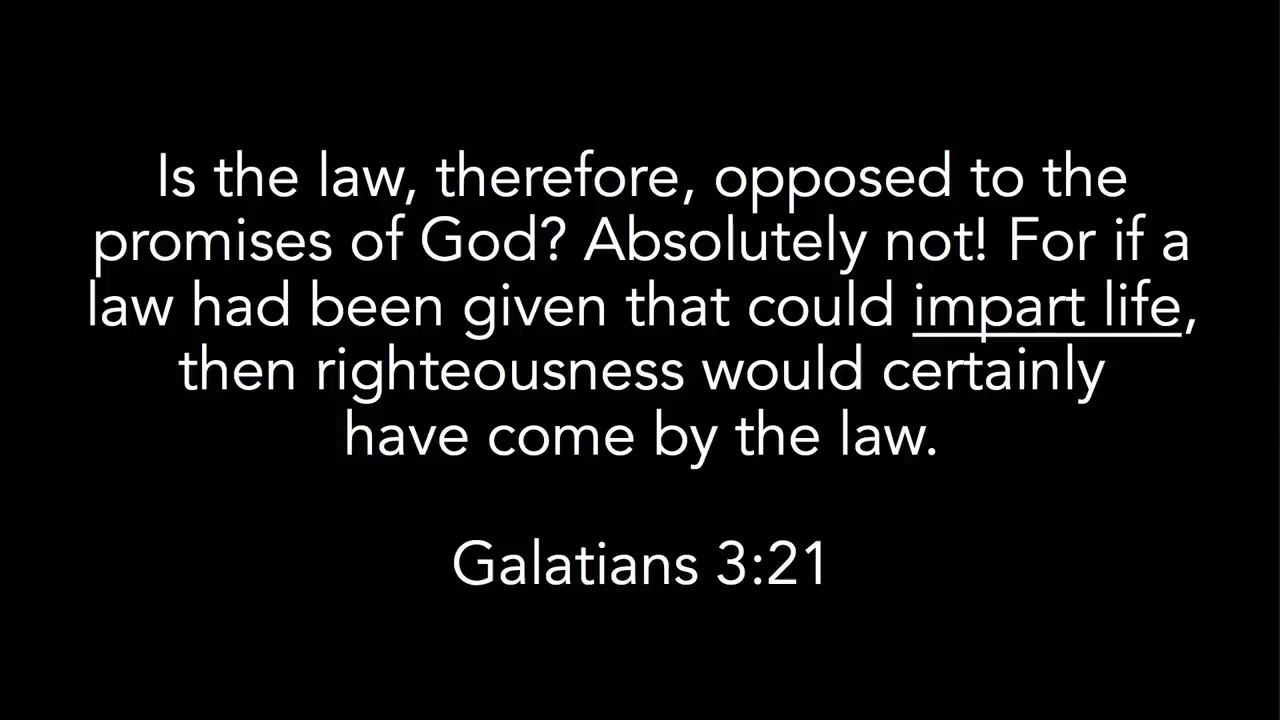 Is the law, therefore, opposed to the
promises of God? Absolutely not! For if a
law had been given that could impart life,
then righteousness would certainly
have come by the law.
Galatians 3:21